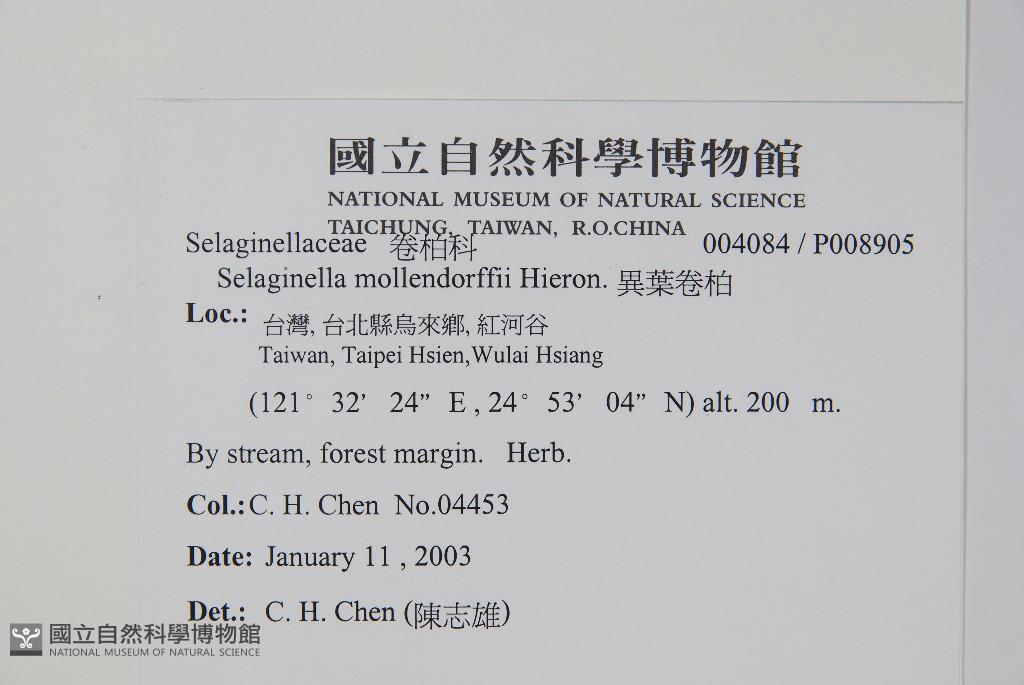 國立自然科學博物館
NATIONAL MUSEUM OF NATURAL SCIENCE
TAICHUNG, TAIWAN, R.O.CHINA
Selaginellaceae 卷柏科 004084 / P008905
Selaginella mollendorffii Hieron. 異葉卷柏
Loc.: 台灣, 台北縣烏來鄉, 紅河谷
Taiwan, Taipei Hsien,Wulai Hsiang
(121° 32’ 24” E , 24° 53’ 04” N) alt. 200 m.
By stream, forest margin. Herb.
Col.: C. H. Chen No.04453
Date: January 11 , 2003
Det.: C. H. Chen (陳志雄)
國立自然科學博物館
NATIONAL MUSEUM OF NATURAL SCIENCE